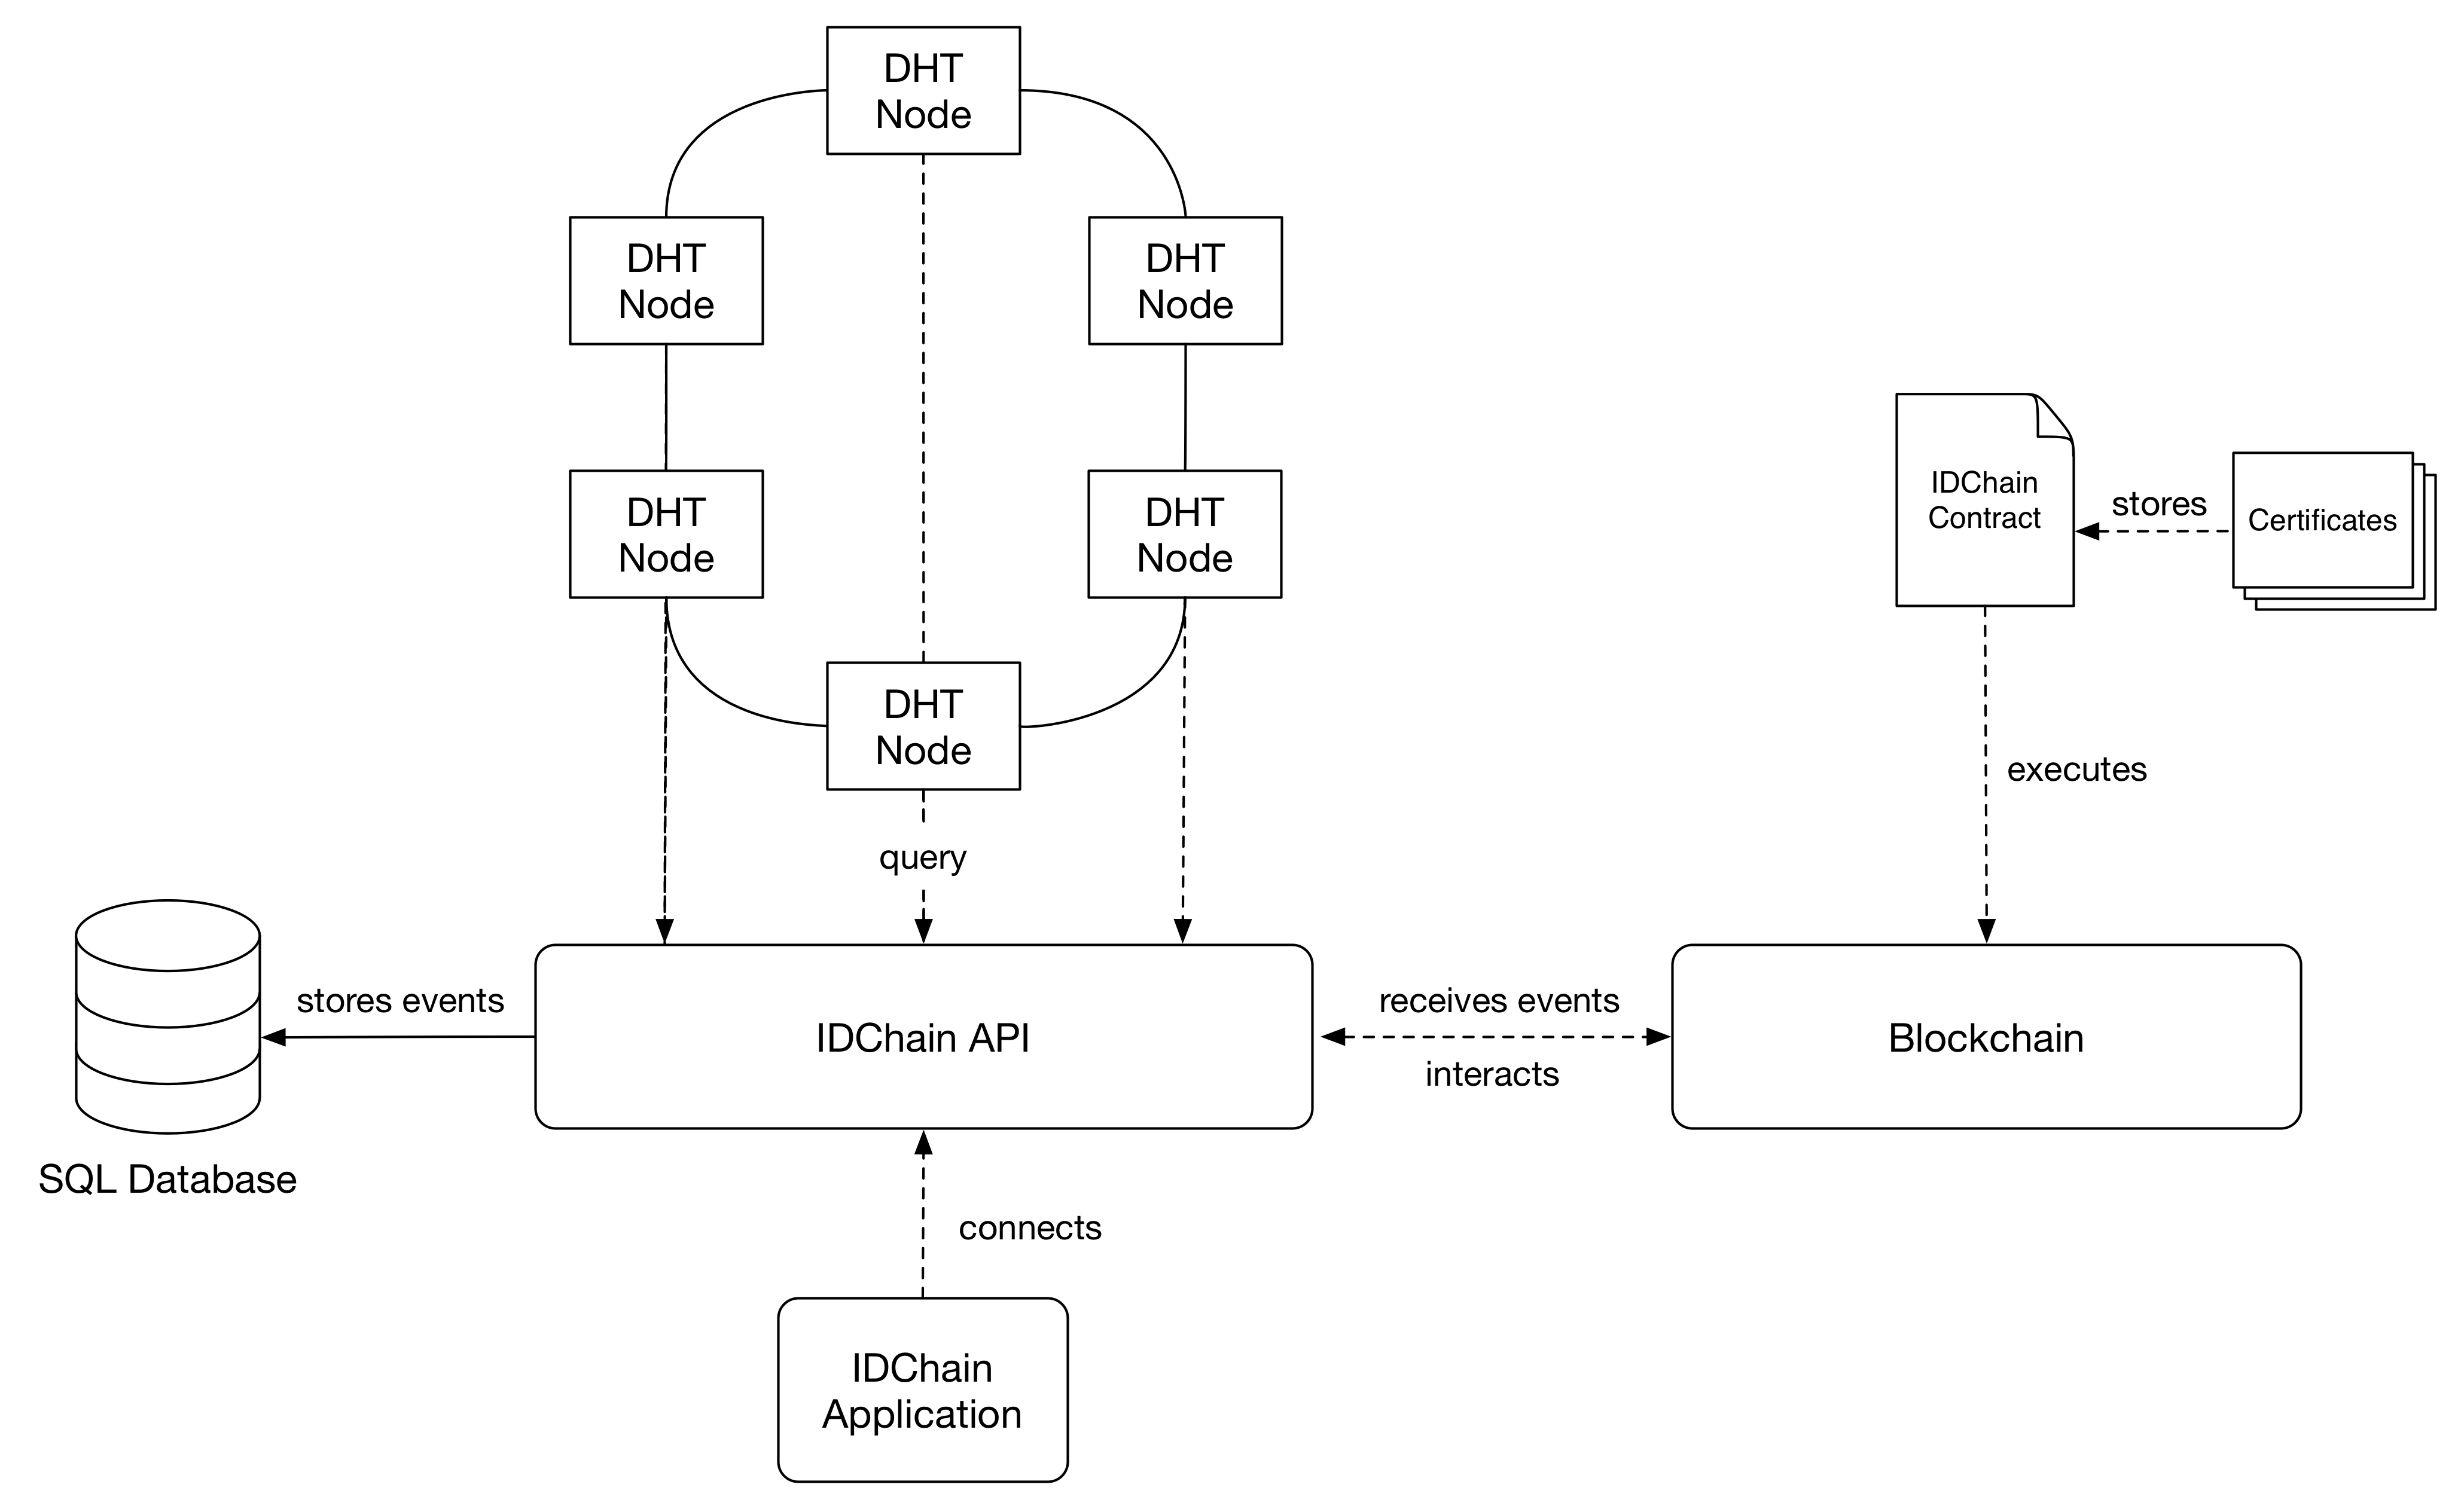 DHT
Node
DHT
Node
DHT
Node
DHT
Node
DHT
Node
DHT
Node
IDChain
Contract
stores
Certificates
executes
query
stores events
IDChain API
receives events
interacts
Blockchain
SQL Database
connects
IDChain
Application